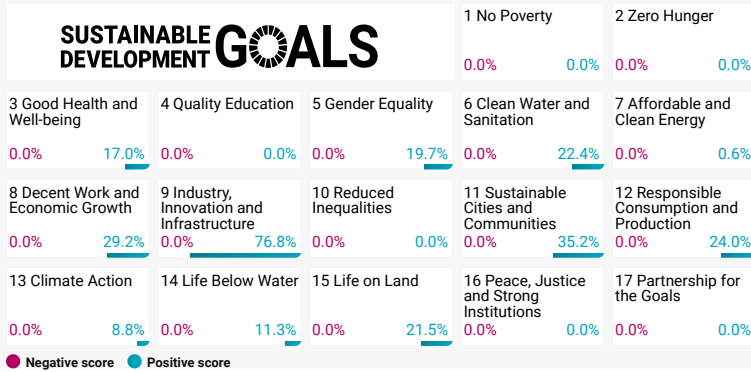 SUSTAINABLE
DEVELOPMENT
GOALS
1 No Poverty
0.0% 0.0%
2 Zero Hunger
0.0% 0.0%
3 Good Health and
Well-being
0.0% 17.0%
4 Quality Education
0.0% 0.0%
5 Gender Equality
0.0% 19.7%
6 Clean Water and
Sanitation
0.0% 22.4%
7 Affordable and
Clean Energy
0.0% 0.6%
8 Decent Work and
Economic Growth
0.0% 29.2%
9 Industry,
Innovation and
Infrastructure
0.0% 76.8%
10 Reduced
Inequalities
0.0% 0.0%
11 Sustainable
Cities and
Communities
0.0% 35.2%
12 Responsible
Consumption and
Production
0.0% 24.0%
13 Climate Action
0.0% 8.8%
14 Life Below Water
0.0% 11.3%
15 Life on Land
0.0% 21.5%
16 Peace, Justice
and Strong
Institutions
0.0% 0.0%
17 Partnership for
the Goals
0.0% 0.0%
Negative score Positive score